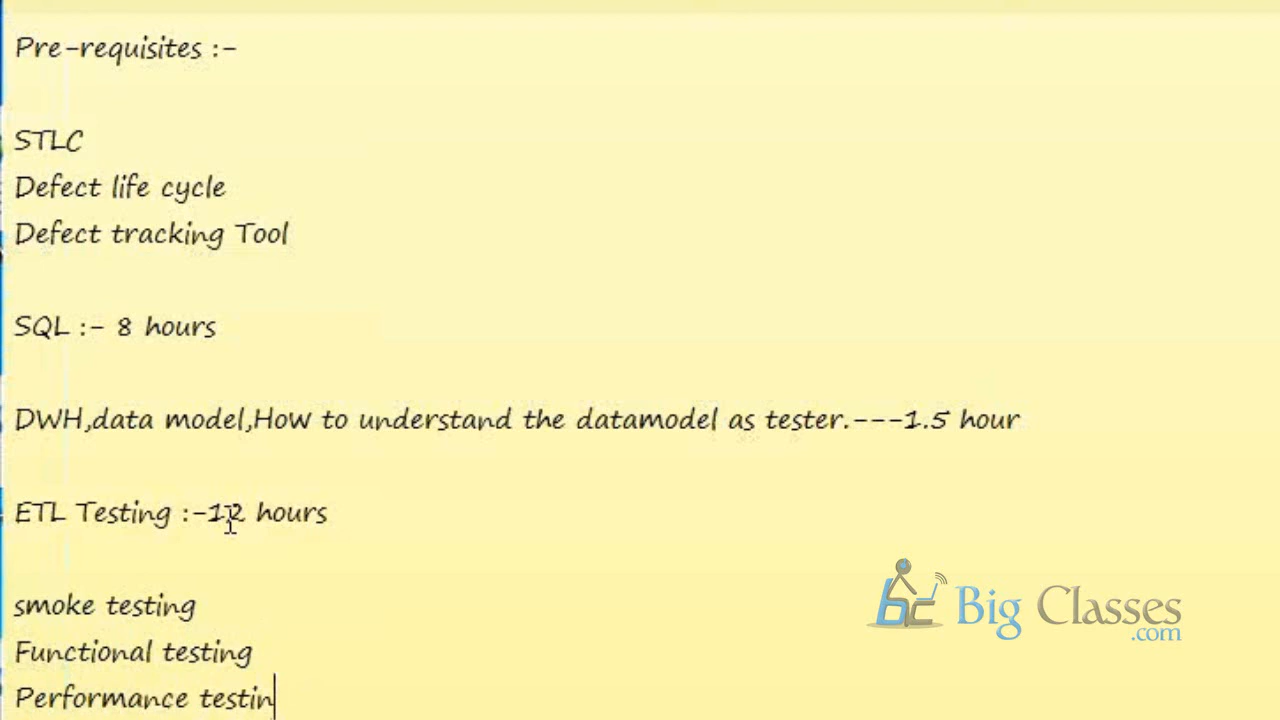 Pre-requisites :-
STLC
Defect life cycle
Defect tracking Tool
SQL :- 8 hours
DWH,data model,How to understand the datamodel as tester.---1.5 hour
ETL Testing :-12 hours
smoke testing
Functional testing
Performance testin
bc Big Classes
.com